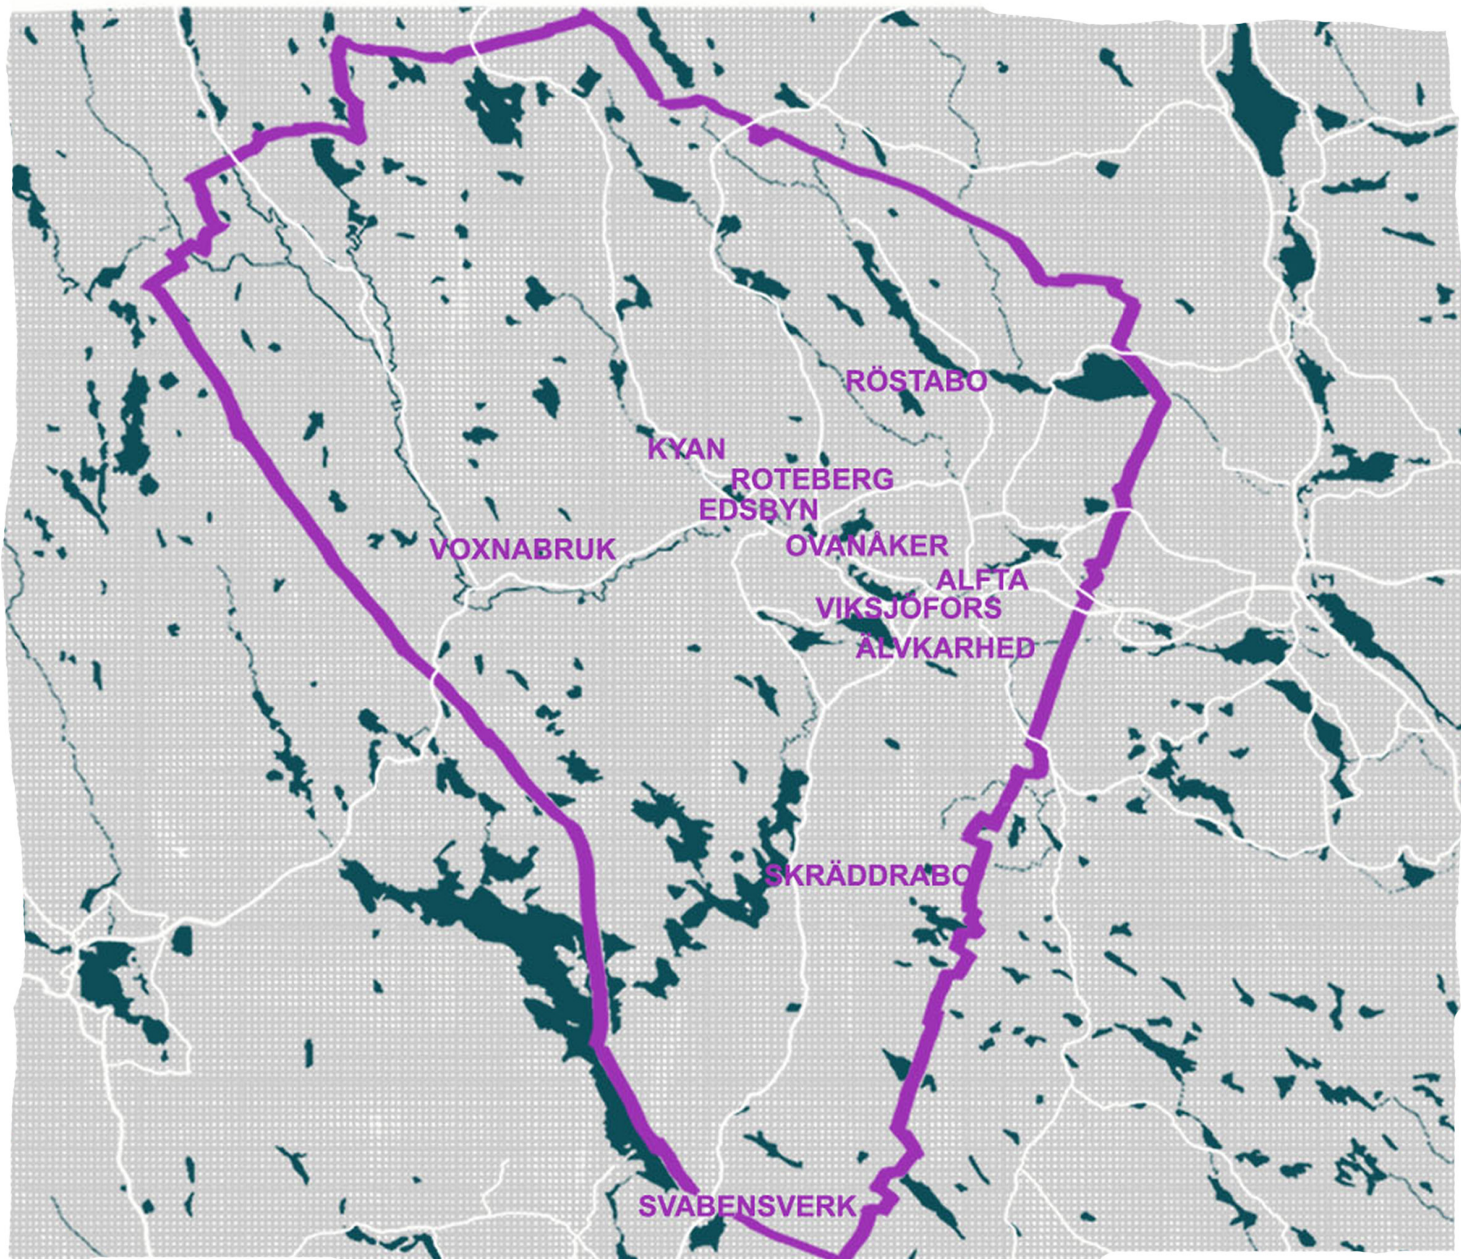 RÖSTABO
KYAN
ROTEBERG
EDSBYN
OVANÅKER
VOXNABRUK
ALFTA
VIKSJÖFORS
ÄLVKARHED
SKRÄDDRABO
SVABENSVERK